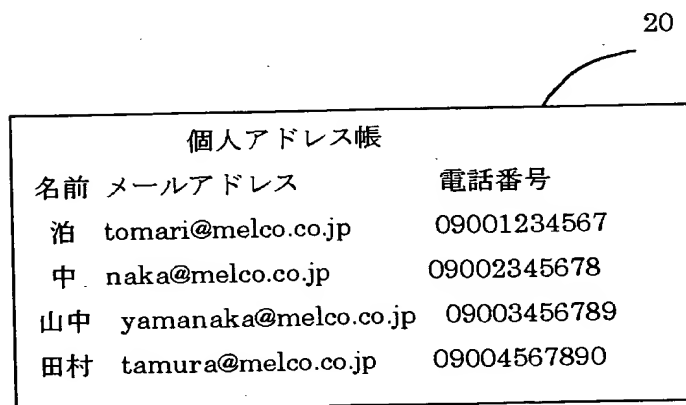 20
個人アドレス帳
名前 メールアドレス 電話番号
泊 tomari@melco.co.jp 09001234567
中 naka@melco.co.jp 09002345678
山中 yamanaka@melco.co.jp 09003456789
田村 tamura@melco.co.jp 09004567890